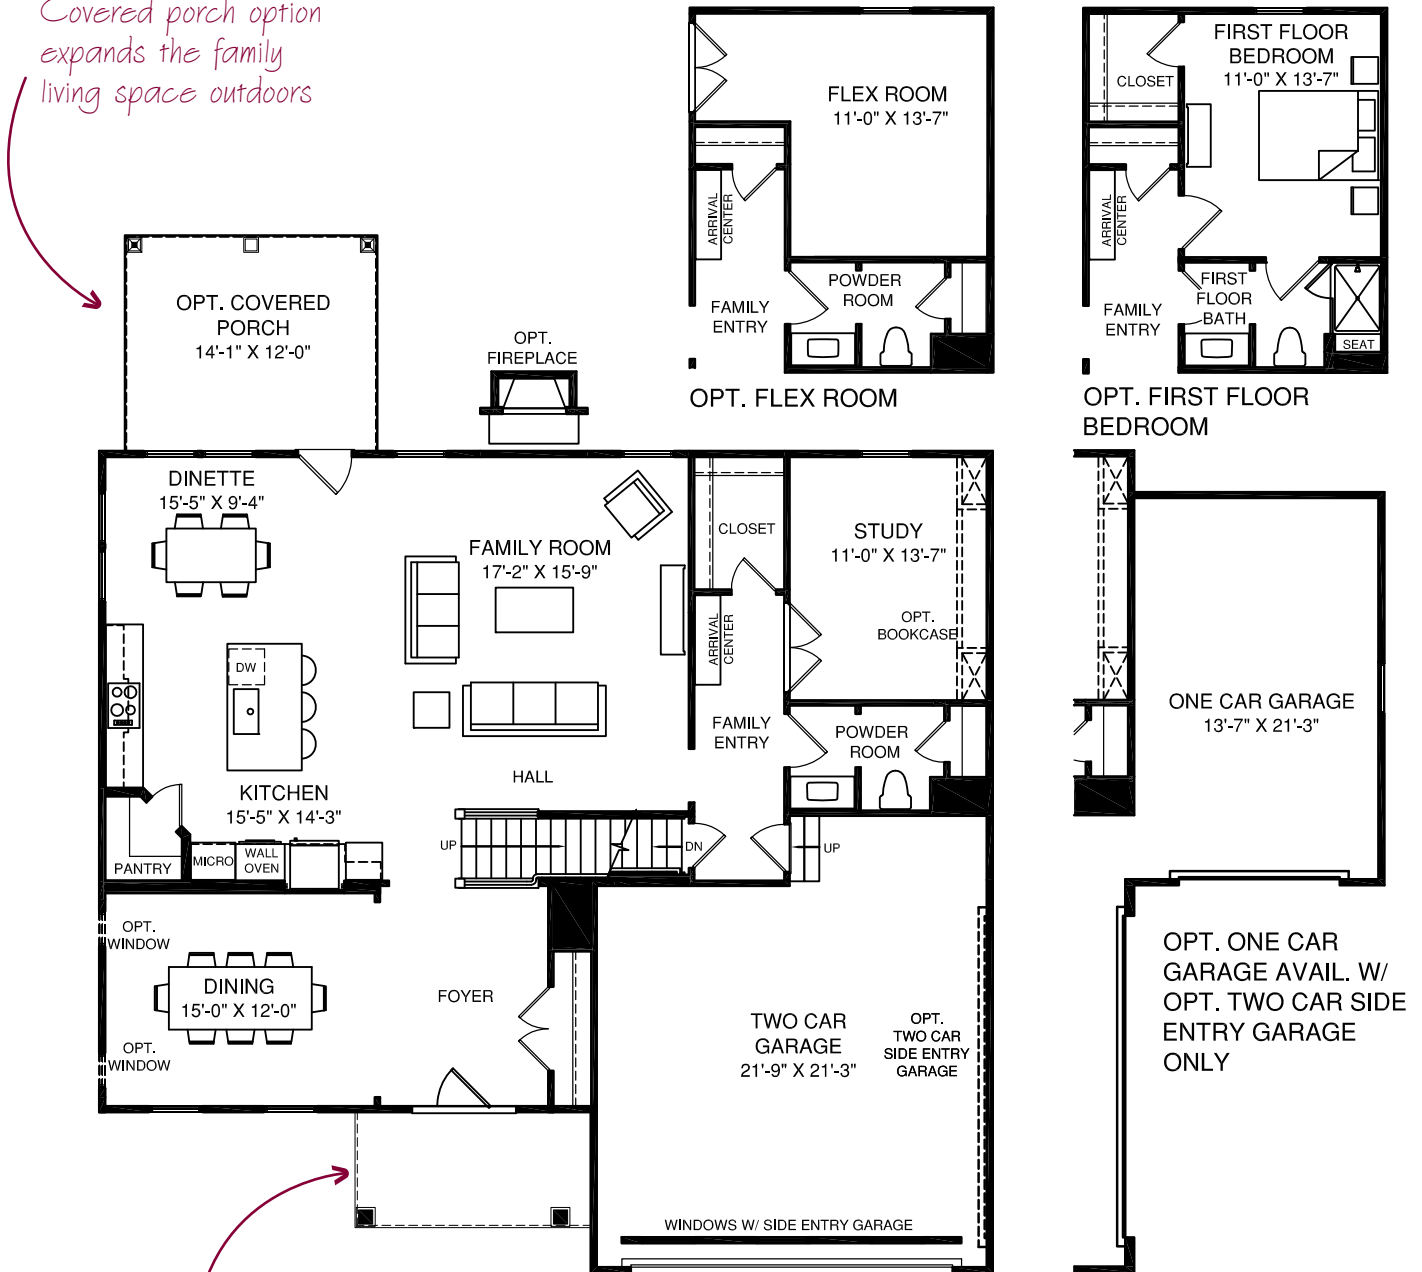 Covered porch option
expands the family
living space outdoors
OPT. COVERED
PORCH
14'-1" X 12'-0"
OPT.
FIREPLACE
FLEX ROOM
11'-0" X 13'-7"
ARRIVAL
CENTER
FAMILY
ENTRY
POWDER
ROOM
OPT. FLEX ROOM
FIRST FLOOR
BEDROOM
11'-0" X 13'-7"
CLOSET
ARRIVAL
CENTER
FAMILY
ENTRY
FIRST
FLOOR
BATH
SEAT
OPT. FIRST FLOOR
BEDROOM
DINETTE
15'-5" X 9'-4"
FAMILY ROOM
17'-2" X 15'-9"
CLOSET
STUDY
11'-0" X 13'-7"
OPT.
BOOKCASE
ARRIVAL
CENTER
DW
FAMILY
ENTRY
POWDER
ROOM
HALL
KITCHEN
15'-5" X 14'-3"
UP
DN
UP
PANTRY
MICRO
WALL
OVEN
OPT.
WINDOW
DINING
15'-0" X 12'-0"
OPT.
WINDOW
FOYER
TWO CAR
GARAGE
21'-9" X 21'-3"
OPT.
TWO CAR
SIDE ENTRY
GARAGE
WINDOWS W/ SIDE ENTRY GARAGE
ONE CAR GARAGE
13'-7" X 21'-3"
OPT. ONE CAR
GARAGE AVAIL. W/
OPT. TWO CAR SIDE
ENTRY GARAGE
ONLY